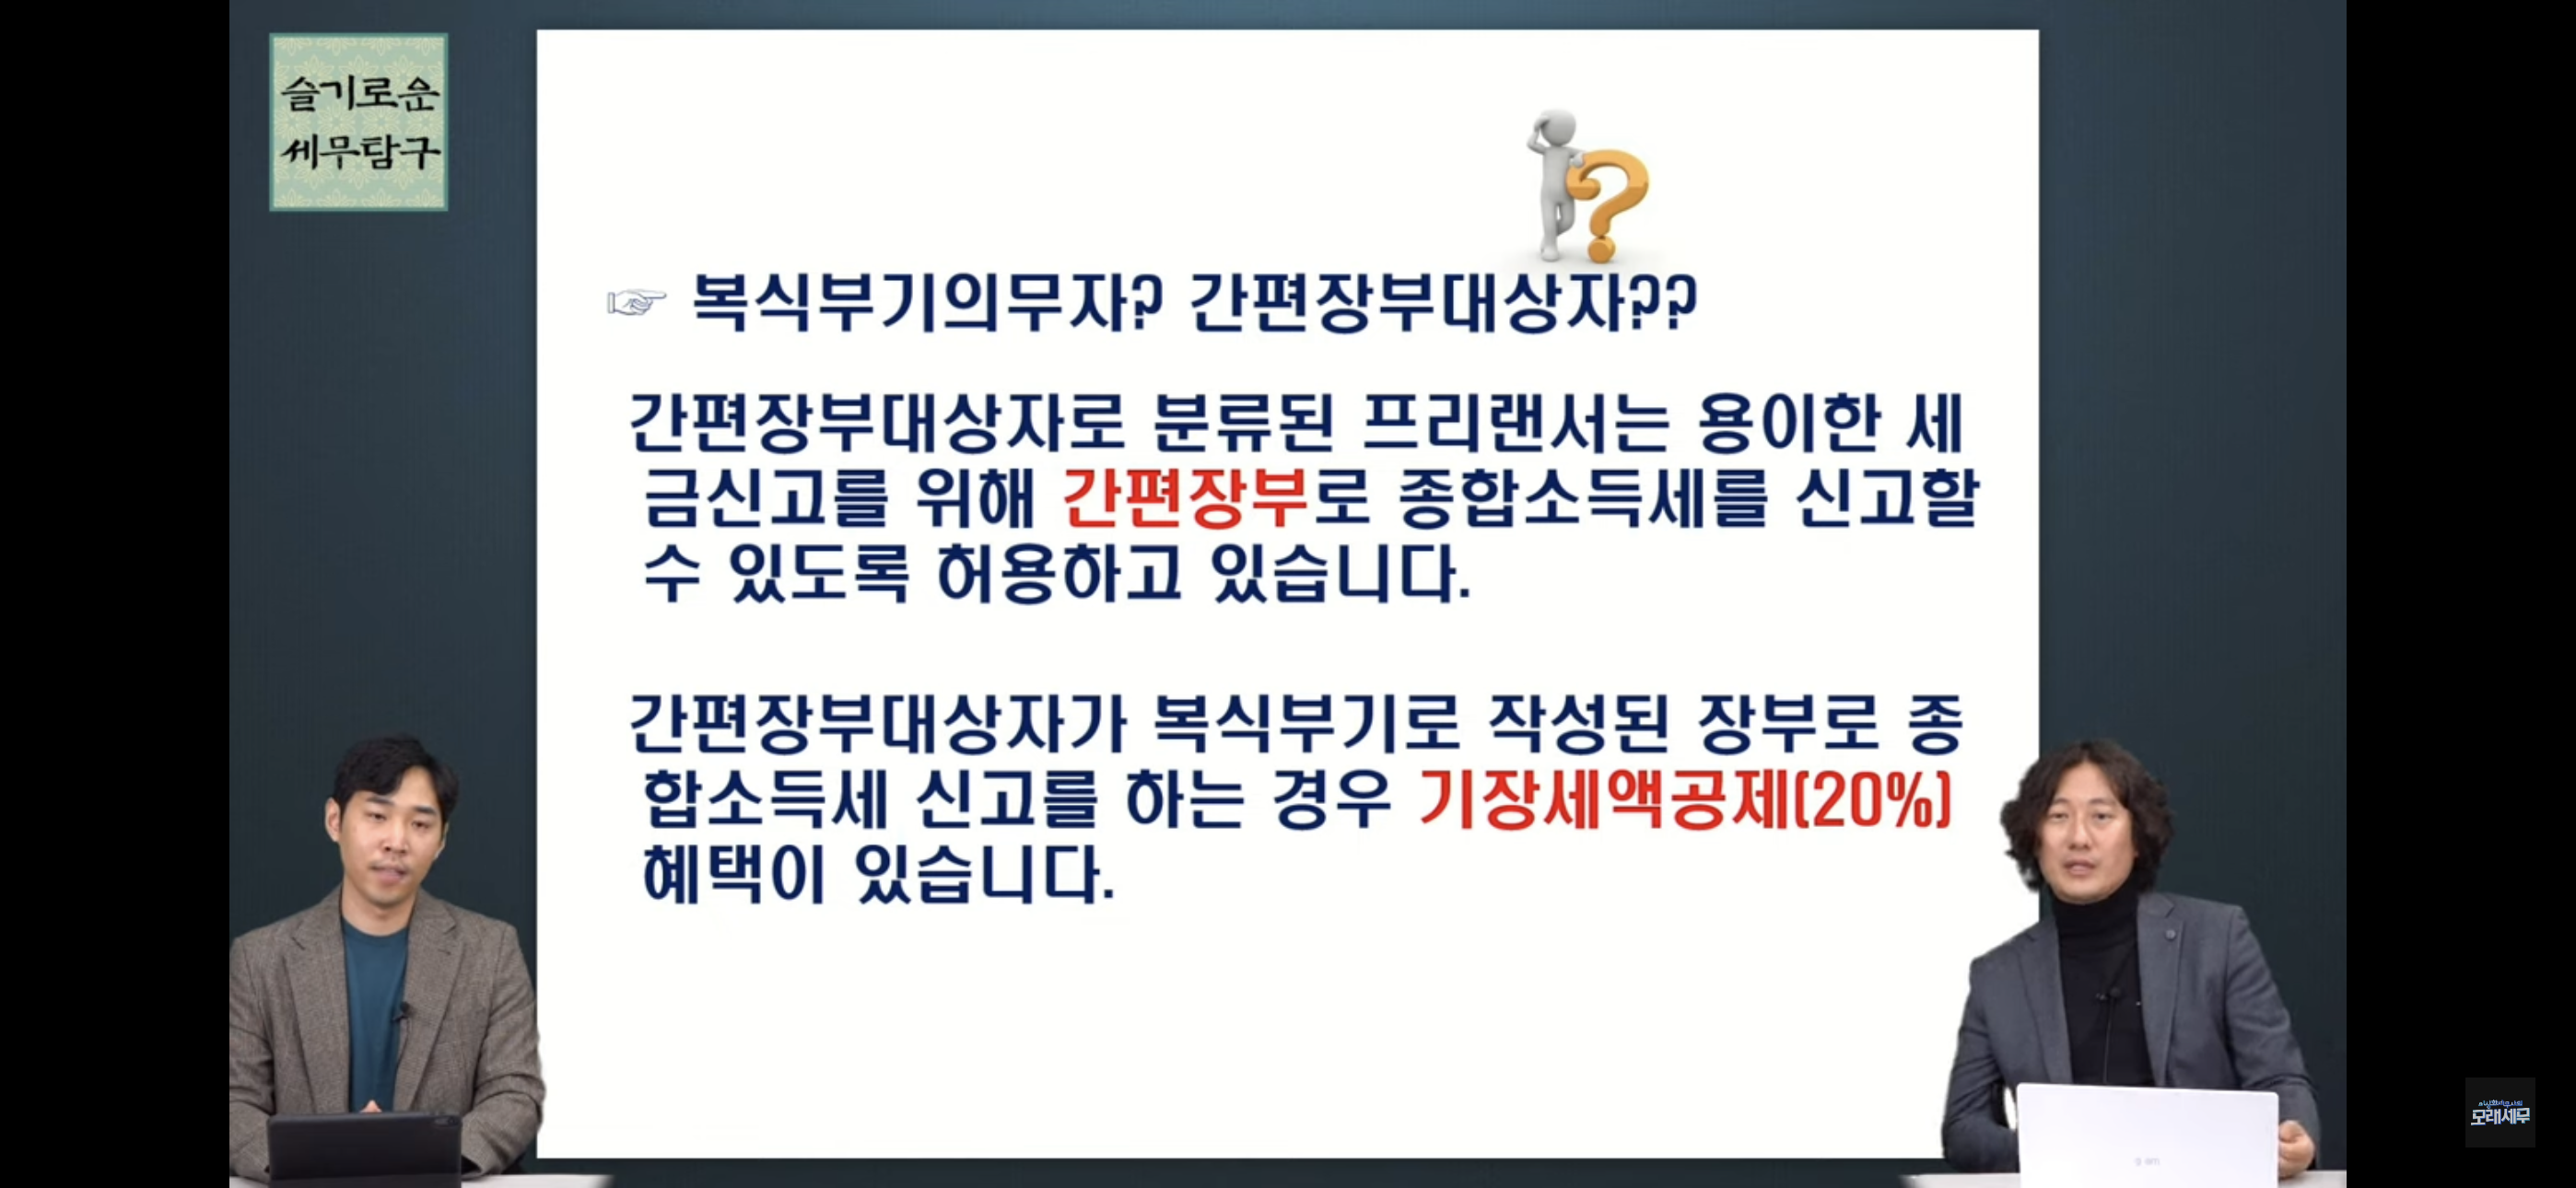 슬기로운
세무탐구
☞ 복식부기의무자? 간편장부대상자??
간편장부대상자로 분류된 프리랜서는 용이한 세
금신고를 위해 간편장부로 종합소득세를 신고할
수 있도록 허용하고 있습니다.
간편장부대상자가 복식부기로 작성된 장부로 종
합소득세 신고를 하는 경우 기장세액공제(20%)
혜택이 있습니다.
모래세무